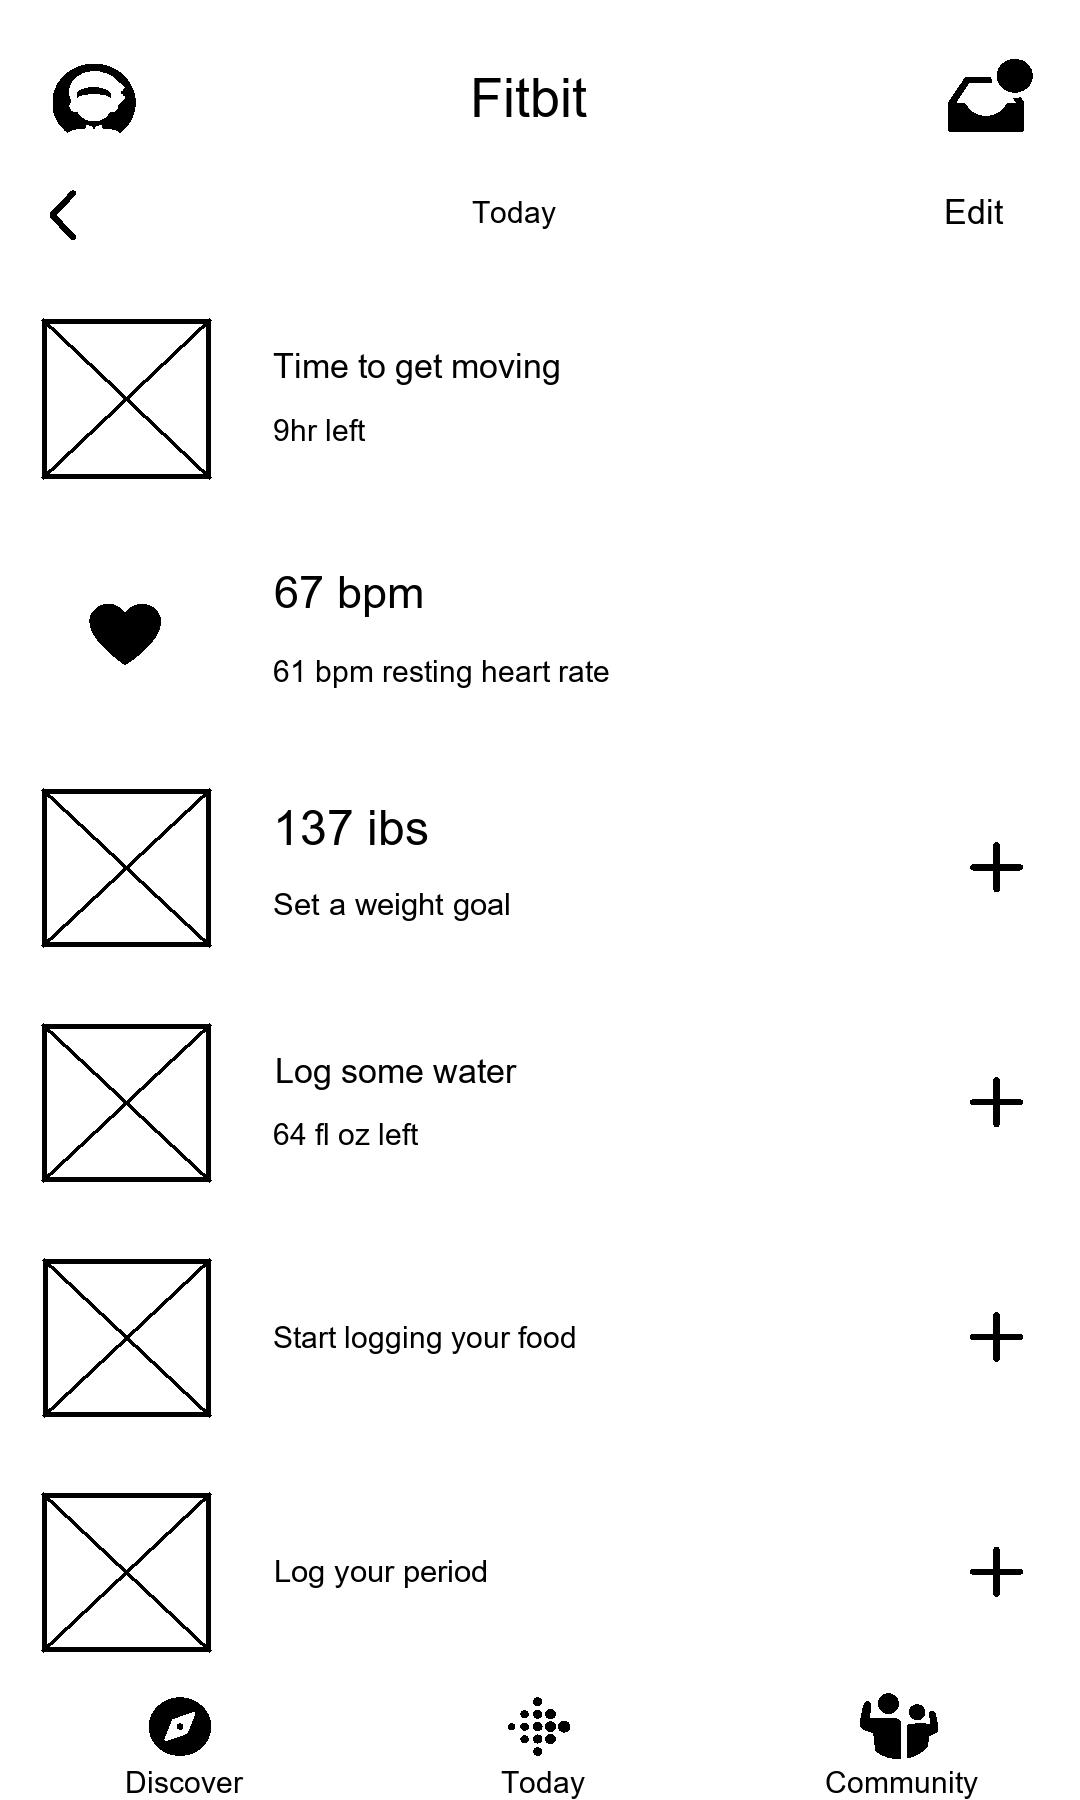 Fitbit
Today
Edit
Time to get moving
9hr left
67 bpm
61 bpm resting heart rate
137 ibs
Set a weight goal
Log some water
64 fl oz left
Start logging your food
Log your period
Discover
Today
Community